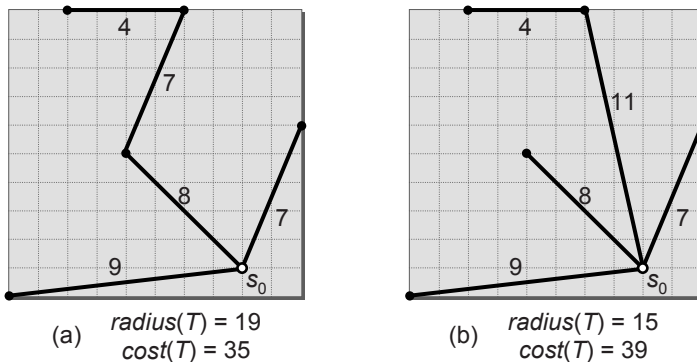 4
7
8
7
9
s0
(a)
radius(T) = 19
cost(T) = 35
4
11
8
7
9
s0
(b)
radius(T) = 15
cost(T) = 39